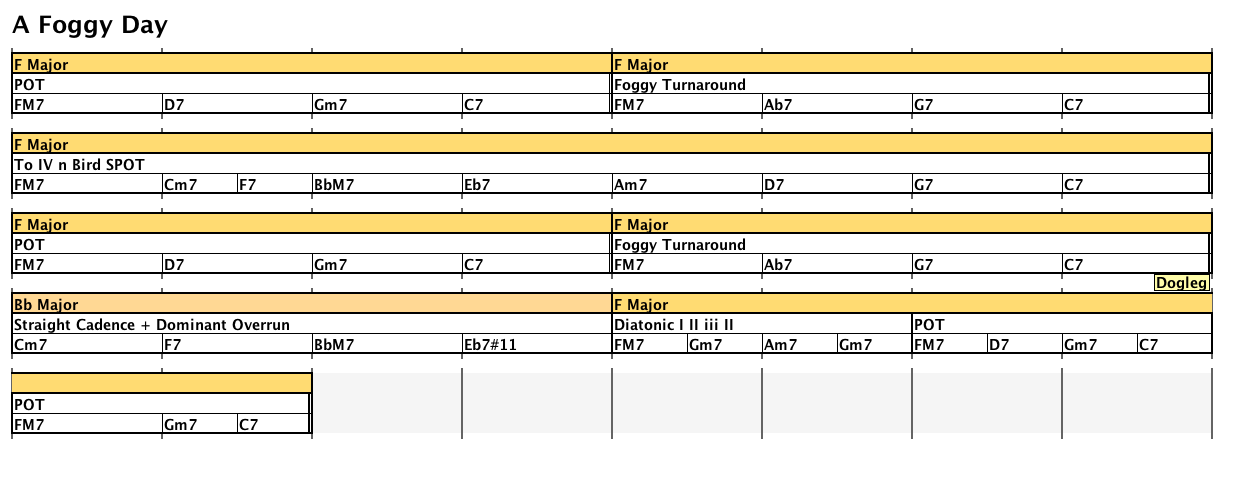 A Foggy Day
F Major F Major
POT Foggy Turnaround
FM7 D7 Gm7 C7 FM7 Ab7 G7 C7
F Major
To IV n Bird SPOT
FM7 Cm7 F7 BbM7 Eb7 Am7 D7 G7 C7
F Major F Major
POT Foggy Turnaround
FM7 D7 Gm7 C7 FM7 Ab7 G7 C7
Dogleg
Bb Major F Major
Straight Cadence + Dominant Overrun Diatonic I II iii II POT
Cm7 F7 BbM7 Eb7#11 FM7 Gm7 Am7 Gm7 FM7 D7 Gm7 C7
POT
FM7 Gm7 C7